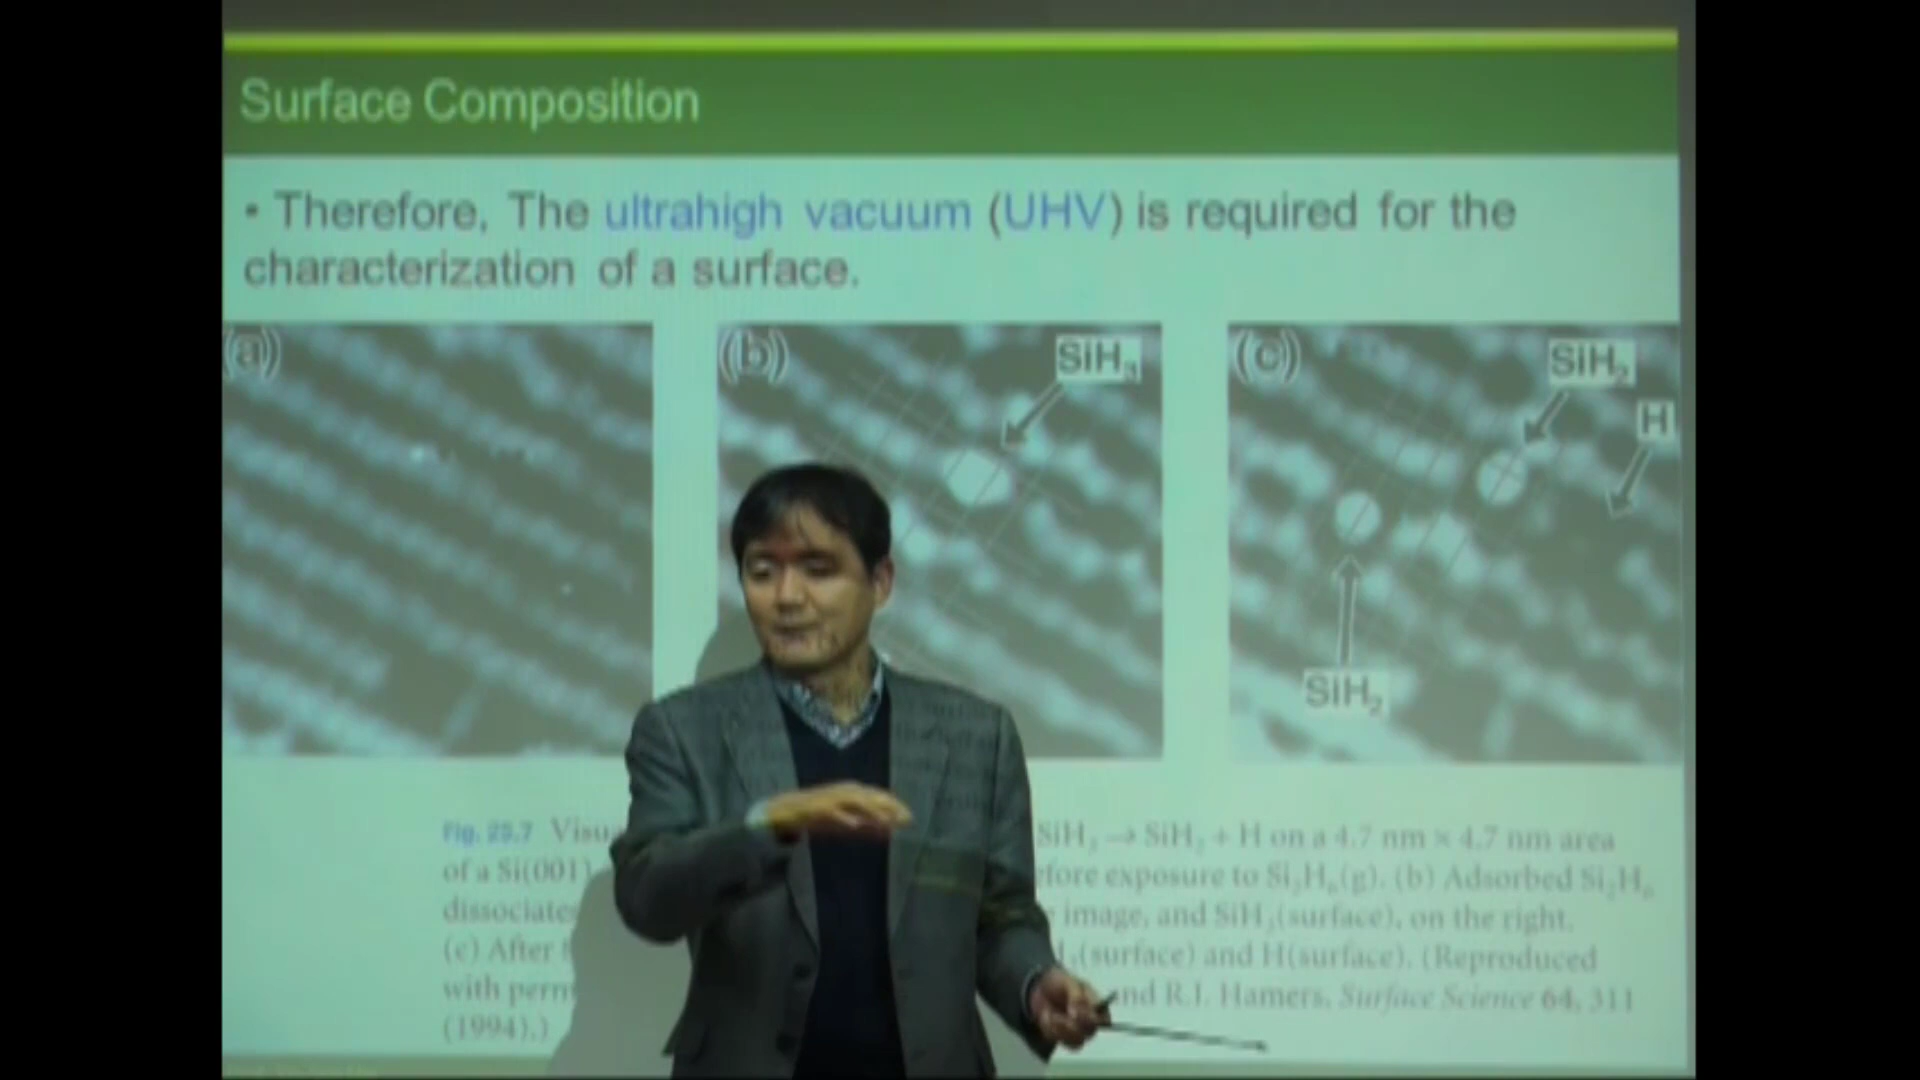 Surface Composition
• Therefore, The ultrahigh vacuum (UHV) is required for the
characterization of a surface.
(a)
(b)
SiH3
(c)
SiH2
H
SiH2
Fig. 25.7
SiH3 → SiH2 + H on a 4.7 nm × 4.7 nm area
of a Si(001) exposure to Si2H6(g). (b) Adsorbed Si2H6
image, and SiH3(surface), on the right.
(c) After (surface) and H(surface). (Reproduced
with and R.J. Hamers, Surface Science 64, 311
(1994).)